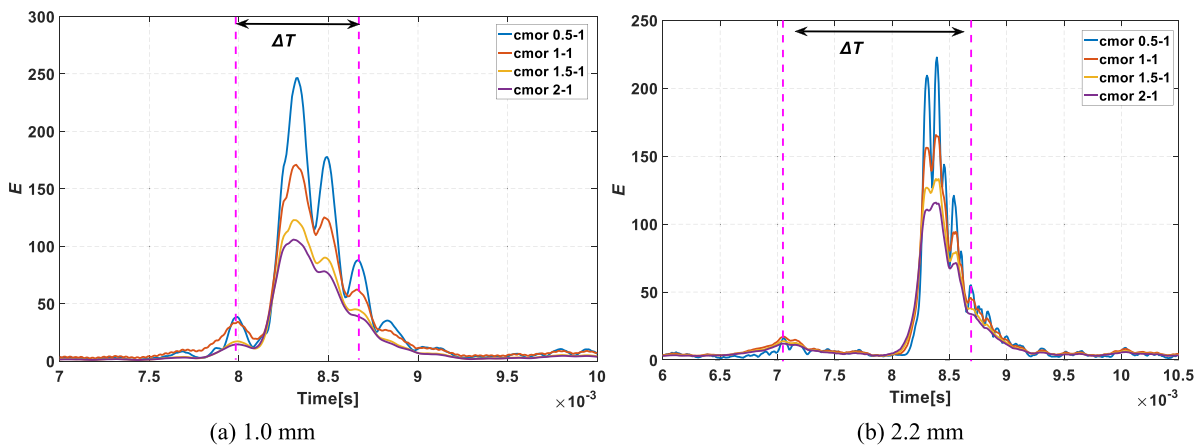 300
250
200
150
100
50
0
E
ΔT
cmor 0.5-1
cmor 1-1
cmor 1.5-1
cmor 2-1
7 7.5 8 8.5 9 9.5 10
Time[s]
×10⁻³
(a) 1.0 mm
250
200
150
100
50
0
E
ΔT
cmor 0.5-1
cmor 1-1
cmor 1.5-1
cmor 2-1
6 6.5 7 7.5 8 8.5 9 9.5 10 10.5
Time[s]
×10⁻³
(b) 2.2 mm